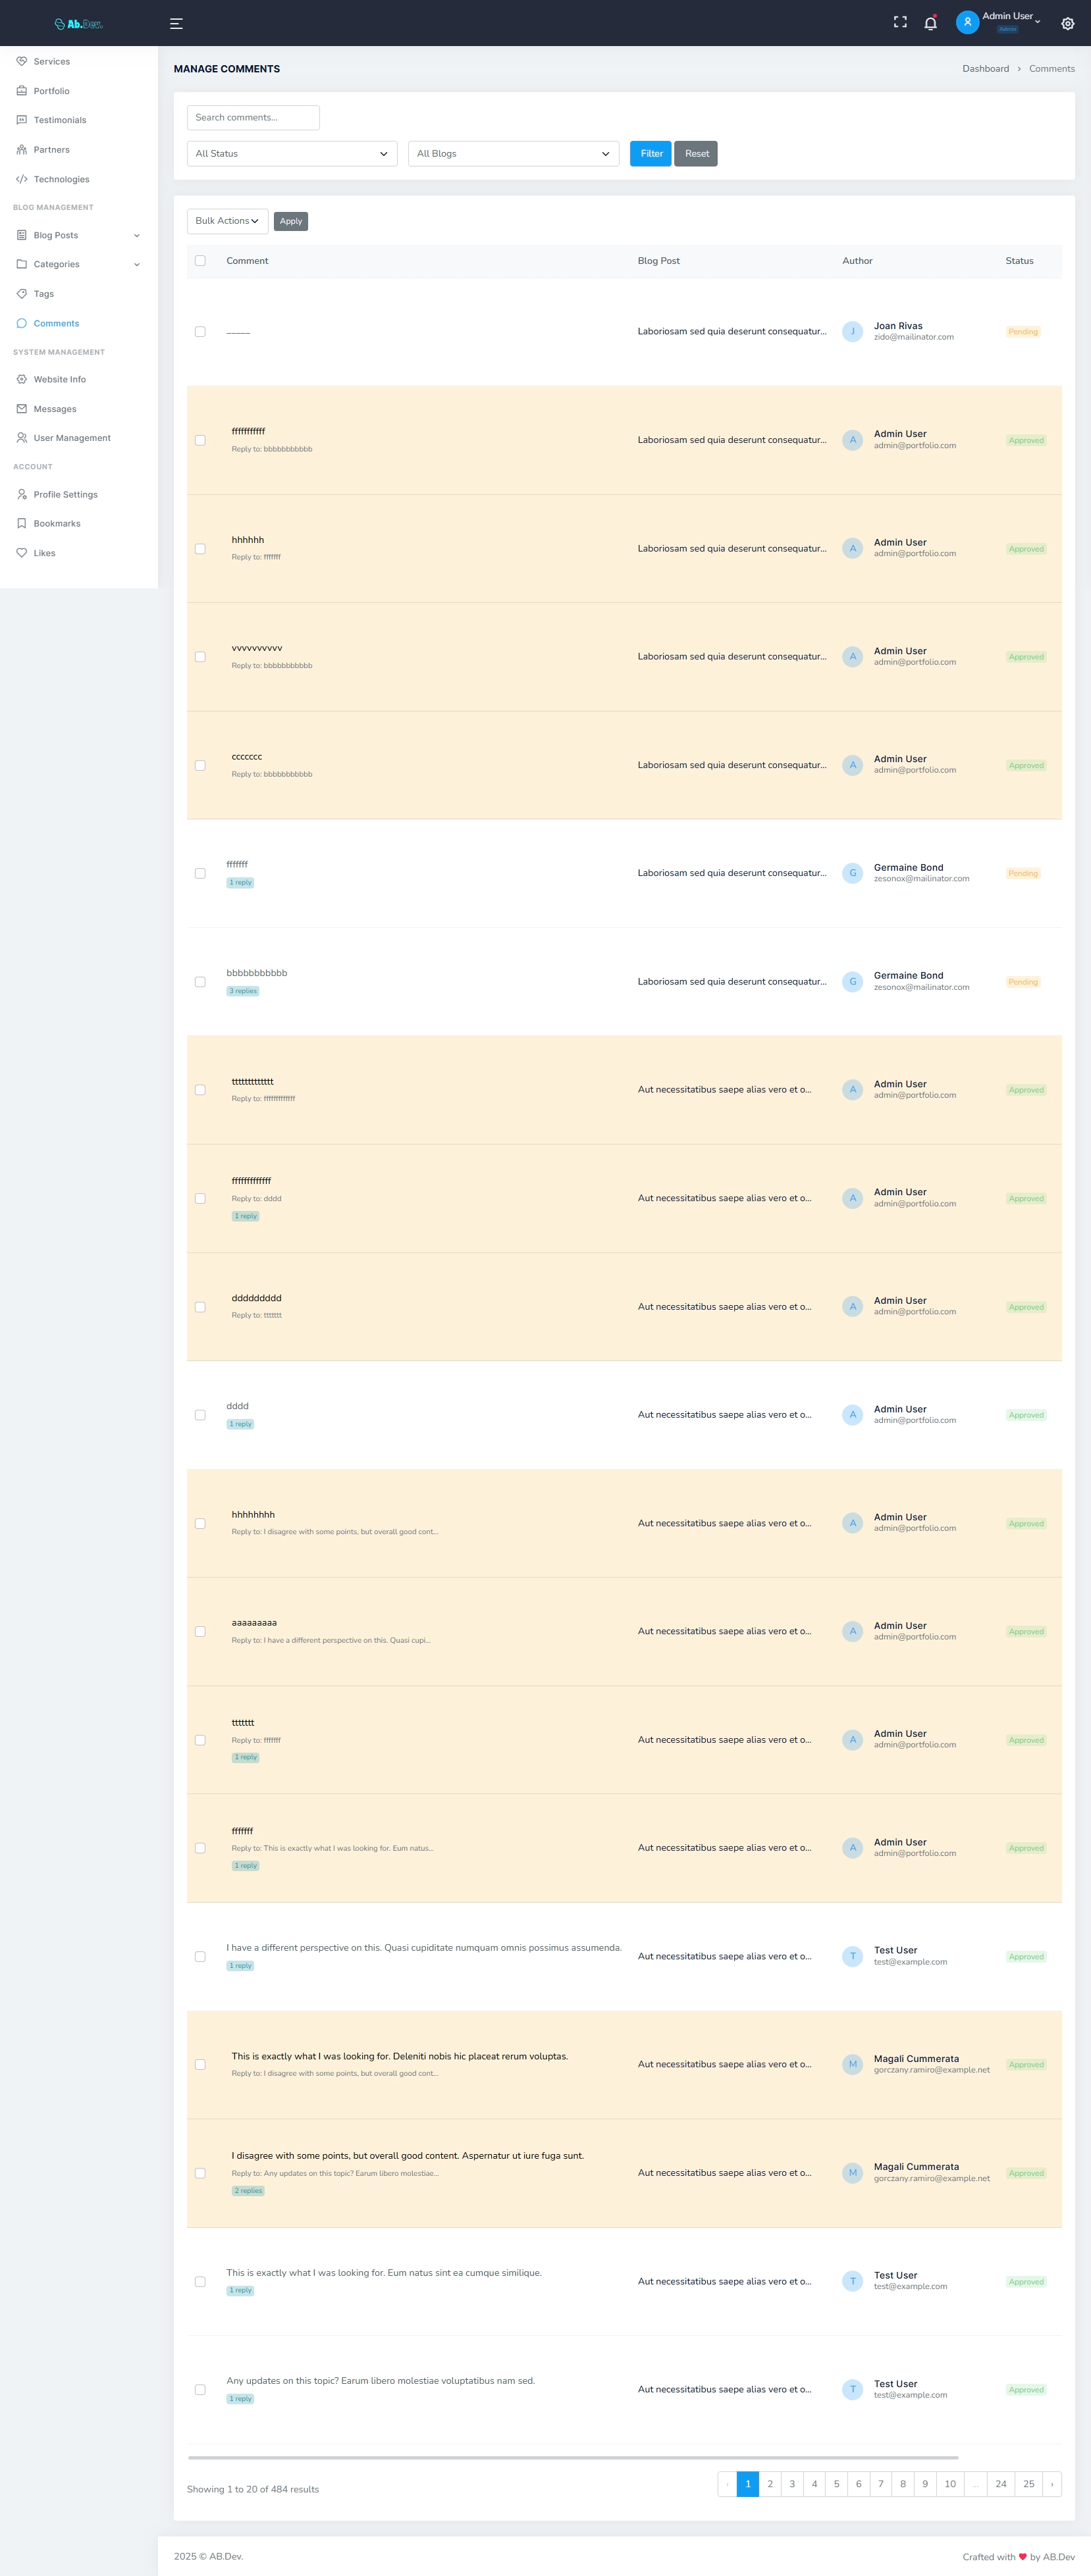 Ab.Dev.
Admin User
Admin
Services
Portfolio
Testimonials
Partners
Technologies
BLOG MANAGEMENT
Blog Posts
Categories
Tags
Comments
SYSTEM MANAGEMENT
Website Info
Messages
User Management
ACCOUNT
Profile Settings
Bookmarks
Likes
MANAGE COMMENTS
Dashboard > Comments
Search comments...
All Status All Blogs Filter Reset
Bulk Actions Apply
Comment Blog Post Author Status
_____ Laboriosam sed quia deserunt consequatur... J Joan Rivas Pending
zido@mailinator.com
fffffffffff Laboriosam sed quia deserunt consequatur... A Admin User Approved
Reply to: bbbbbbbbbbb admin@portfolio.com
hhhhhh Laboriosam sed quia deserunt consequatur... A Admin User Approved
Reply to: fffffff admin@portfolio.com
vvvvvvvvvv Laboriosam sed quia deserunt consequatur... A Admin User Approved
Reply to: bbbbbbbbbbb admin@portfolio.com
ccccccc Laboriosam sed quia deserunt consequatur... A Admin User Approved
Reply to: bbbbbbbbbbb admin@portfolio.com
fffffff Laboriosam sed quia deserunt consequatur... G Germaine Bond Pending
1 reply zesonox@mailinator.com
bbbbbbbbbbb Laboriosam sed quia deserunt consequatur... G Germaine Bond Pending
3 replies zesonox@mailinator.com
ttttttttttttt Aut necessitatibus saepe alias vero et o... A Admin User Approved
Reply to: fffffffffffff admin@portfolio.com
fffffffffffff Aut necessitatibus saepe alias vero et o... A Admin User Approved
Reply to: dddd admin@portfolio.com
1 reply
ddddddddd Aut necessitatibus saepe alias vero et o... A Admin User Approved
Reply to: ttttttt admin@portfolio.com
dddd Aut necessitatibus saepe alias vero et o... A Admin User Approved
1 reply admin@portfolio.com
hhhhhhhh Aut necessitatibus saepe alias vero et o... A Admin User Approved
Reply to: I disagree with some points, but overall good cont... admin@portfolio.com
aaaaaaaaa Aut necessitatibus saepe alias vero et o... A Admin User Approved
Reply to: I have a different perspective on this. Quasi cupi... admin@portfolio.com
ttttttt Aut necessitatibus saepe alias vero et o... A Admin User Approved
Reply to: fffffff admin@portfolio.com
1 reply
fffffff Aut necessitatibus saepe alias vero et o... A Admin User Approved
Reply to: This is exactly what I was looking for. Eum natus... admin@portfolio.com
1 reply
I have a different perspective on this. Quasi cupiditate numquam omnis possimus assumenda. Aut necessitatibus saepe alias vero et o... T Test User Approved
1 reply test@example.com
This is exactly what I was looking for. Deleniti nobis hic placeat rerum voluptas. Aut necessitatibus saepe alias vero et o... M Magali Cummerata Approved
Reply to: I disagree with some points, but overall good cont... gorczany.ramiro@example.net
I disagree with some points, but overall good content. Aspernatur ut iure fuga sunt. Aut necessitatibus saepe alias vero et o... M Magali Cummerata Approved
Reply to: Any updates on this topic? Earum libero molestiae... gorczany.ramiro@example.net
2 replies
This is exactly what I was looking for. Eum natus sint ea cumque similique. Aut necessitatibus saepe alias vero et o... T Test User Approved
1 reply test@example.com
Any updates on this topic? Earum libero molestiae voluptatibus nam sed. Aut necessitatibus saepe alias vero et o... T Test User Approved
1 reply test@example.com
Showing 1 to 20 of 484 results ‹ 1 2 3 4 5 6 7 8 9 10 ... 24 25 ›
2025 © AB.Dev. Crafted with ♥ by AB.Dev